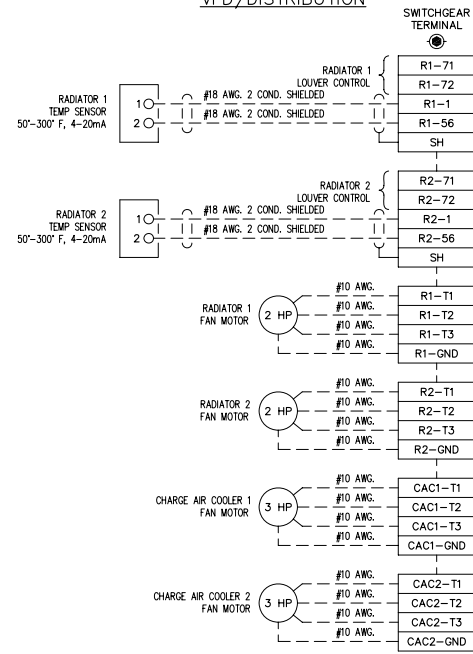 VFD/DISTRIBUTION
SWITCHGEAR
TERMINAL
RADIATOR 1
LOUVER CONTROL
R1-71
R1-72
RADIATOR 1
TEMP SENSOR
50°-300° F, 4-20mA
1
2
#18 AWG. 2 COND. SHIELDED
#18 AWG. 2 COND. SHIELDED
R1-1
R1-56
SH
RADIATOR 2
LOUVER CONTROL
R2-71
R2-72
RADIATOR 2
TEMP SENSOR
50°-300° F, 4-20mA
1
2
#18 AWG. 2 COND. SHIELDED
#18 AWG. 2 COND. SHIELDED
R2-1
R2-56
SH
RADIATOR 1
FAN MOTOR
2 HP
#10 AWG.
#10 AWG.
#10 AWG.
#10 AWG.
R1-T1
R1-T2
R1-T3
R1-GND
RADIATOR 2
FAN MOTOR
2 HP
#10 AWG.
#10 AWG.
#10 AWG.
#10 AWG.
R2-T1
R2-T2
R2-T3
R2-GND
CHARGE AIR COOLER 1
FAN MOTOR
3 HP
#10 AWG.
#10 AWG.
#10 AWG.
#10 AWG.
CAC1-T1
CAC1-T2
CAC1-T3
CAC1-GND
CHARGE AIR COOLER 2
FAN MOTOR
3 HP
#10 AWG.
#10 AWG.
#10 AWG.
#10 AWG.
CAC2-T1
CAC2-T2
CAC2-T3
CAC2-GND